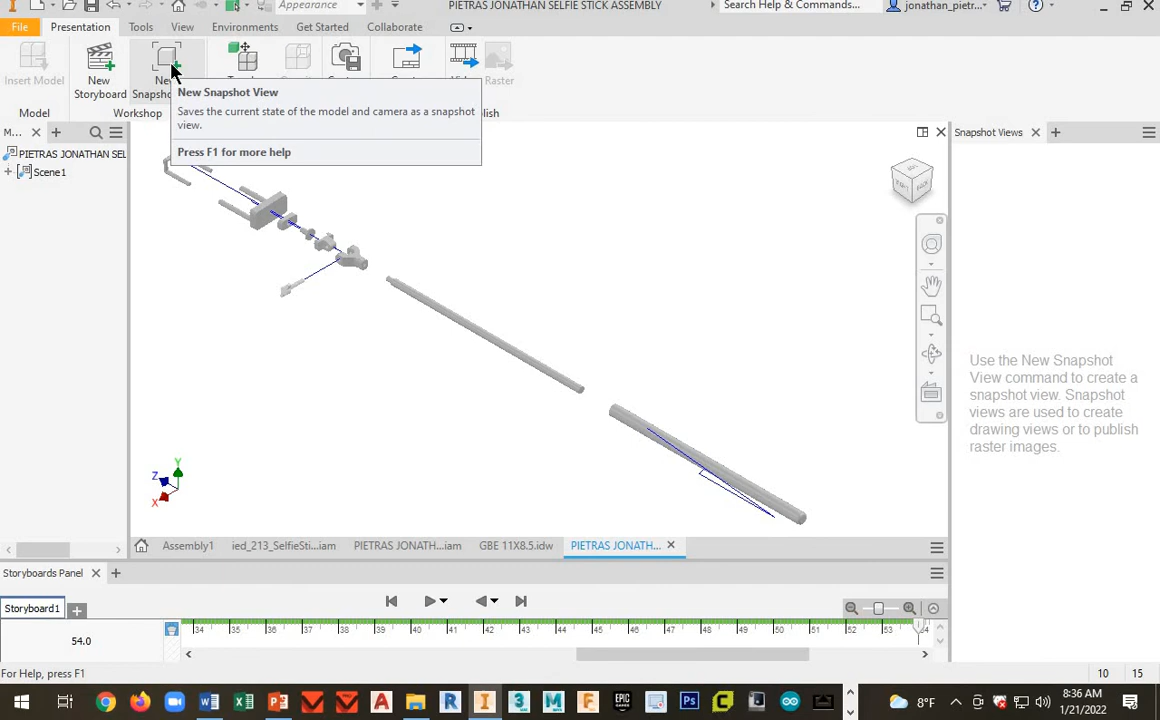 Appearance
PIETRAS JONATHAN SELFIE STICK ASSEMBLY
Search Help & Commands...
jonathan_pietr...
File
Presentation
Tools
View
Environments
Get Started
Collaborate
Insert Model
New
Storyboard
New
Snapsho
Raster
Model
Workshop
lish
New Snapshot View
Saves the current state of the model and camera as a snapshot
view.
Press F1 for more help
M...
Snapshot Views
PIETRAS JONATHAN SEL
Scene1
Use the New Snapshot
View command to create a
snapshot view. Snapshot
views are used to create
drawing views or to publish
raster images.
Y
Z
X
Assembly1
ied_213_SelfieSti...iam
PIETRAS JONATH...iam
GBE 11X8.5.idw
PIETRAS JONATH...
Storyboards Panel
Storyboard1
54.0
34 35 36 37 38 39 40 41 42 43 44 45 46 47 48 49 50 51 52 53 54
For Help, press F1
10 15
8°F
8:36 AM
1/21/2022